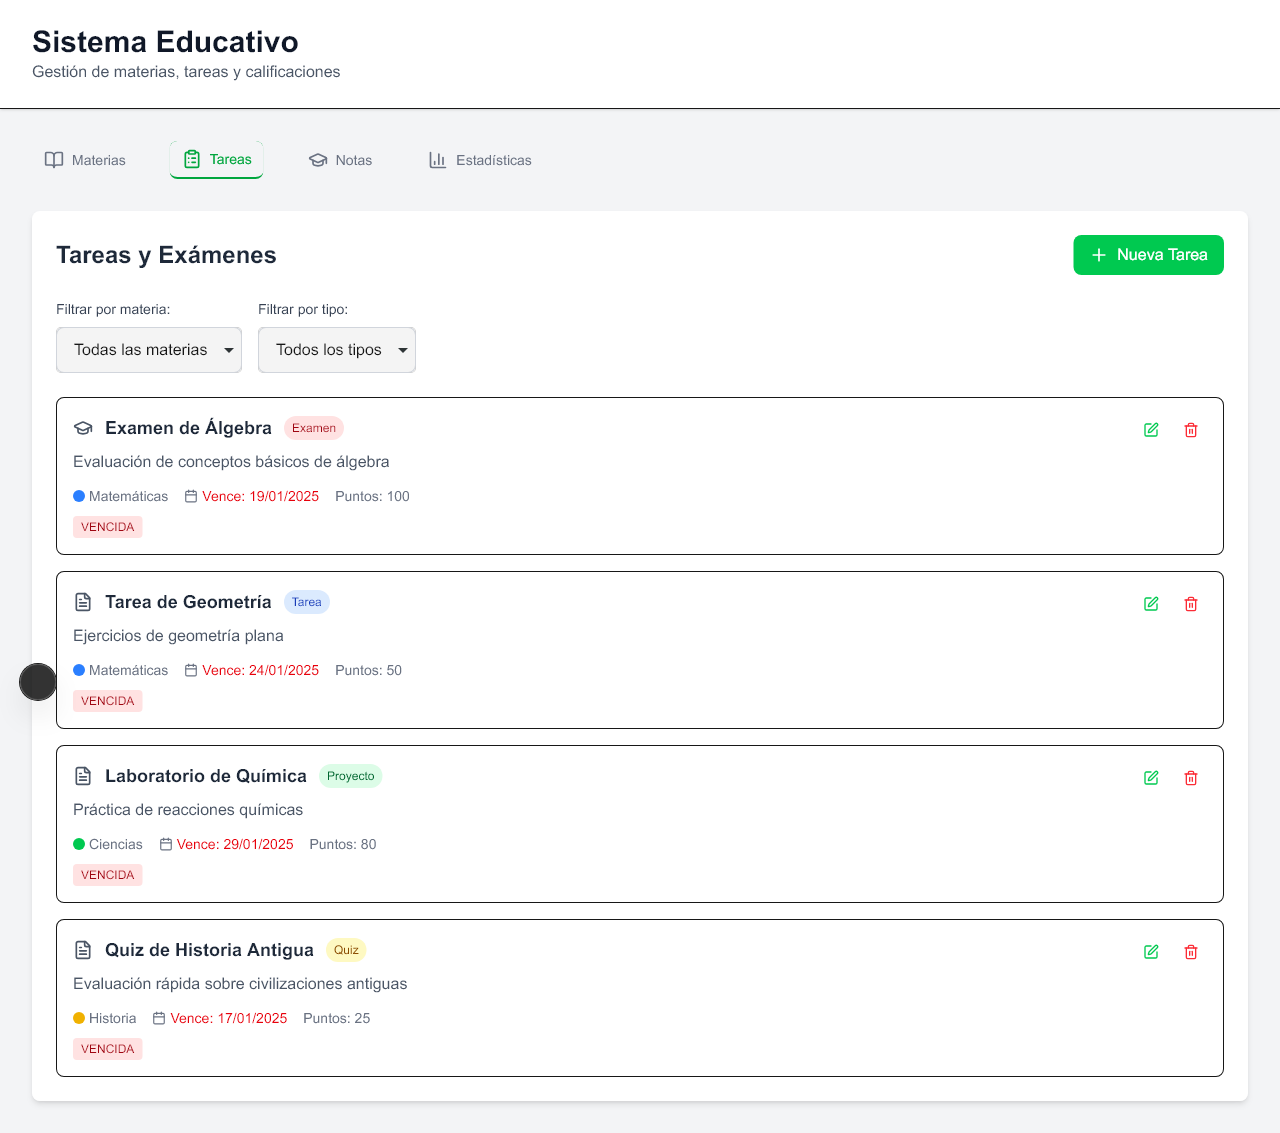 Sistema Educativo
Gestión de materias, tareas y calificaciones
Materias
Tareas
Notas
Estadísticas
Tareas y Exámenes
Nueva Tarea
Filtrar por materia:
Filtrar por tipo:
Todas las materias
Todos los tipos
Examen de Álgebra Examen
Evaluación de conceptos básicos de álgebra
Matemáticas Vence: 19/01/2025 Puntos: 100
VENCIDA
Tarea de Geometría Tarea
Ejercicios de geometría plana
Matemáticas Vence: 24/01/2025 Puntos: 50
VENCIDA
Laboratorio de Química Proyecto
Práctica de reacciones químicas
Ciencias Vence: 29/01/2025 Puntos: 80
VENCIDA
Quiz de Historia Antigua Quiz
Evaluación rápida sobre civilizaciones antiguas
Historia Vence: 17/01/2025 Puntos: 25
VENCIDA